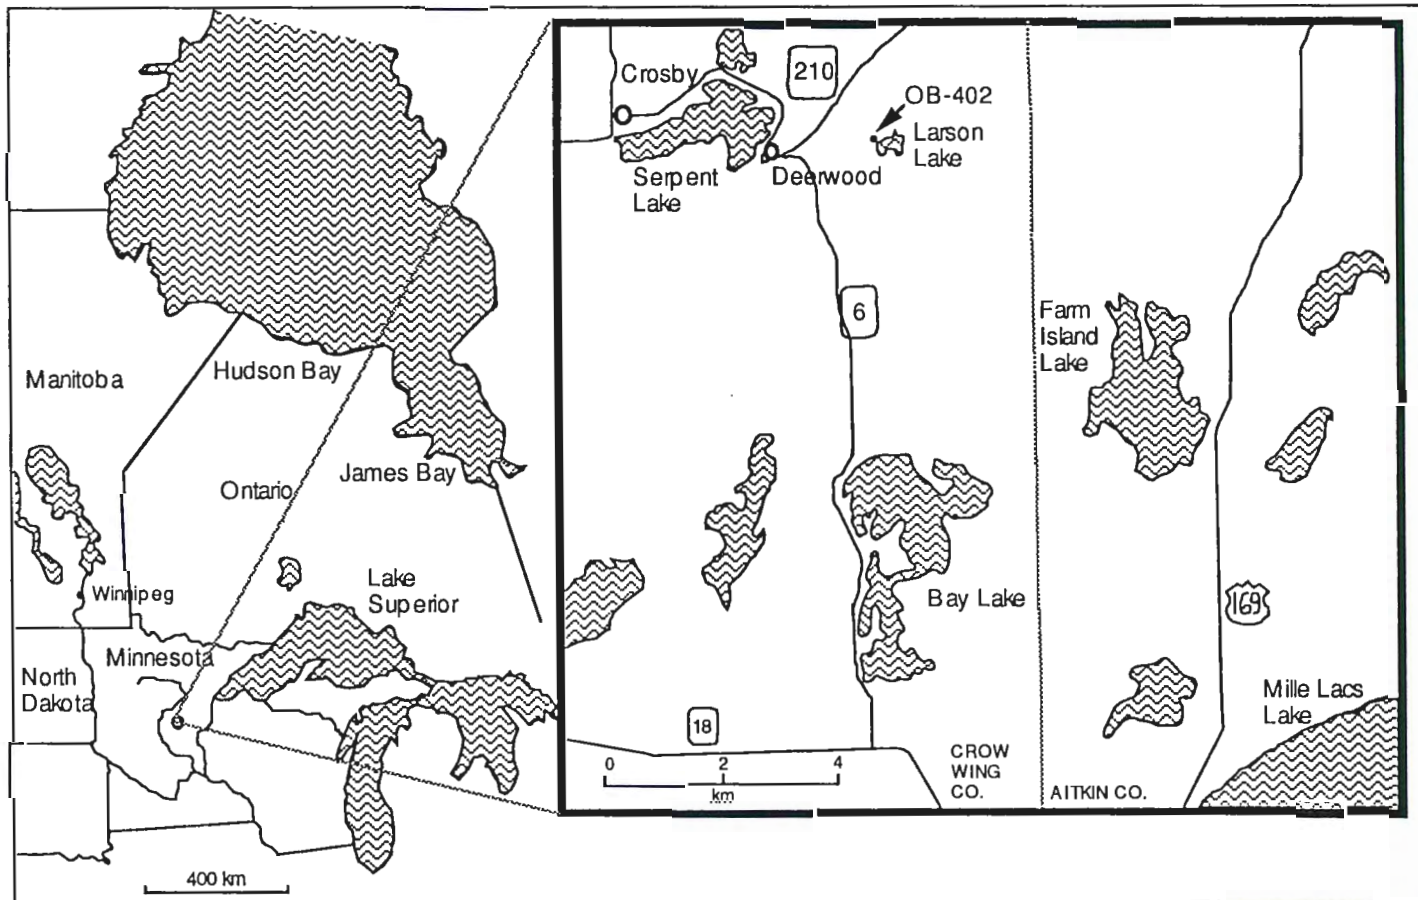 Manitoba
Hudson Bay
James Bay
Ontario
Winnipeg
Lake
Superior
Minnesota
North
Dakota
400 km
Crosby
210
OB-402
Larson
Lake
Serpent
Lake
Deerwood
6
Farm
Island
Lake
Bay Lake
169
Mille Lacs
Lake
18
0 2 4
km
CROW
WING
CO.
AITKIN CO.